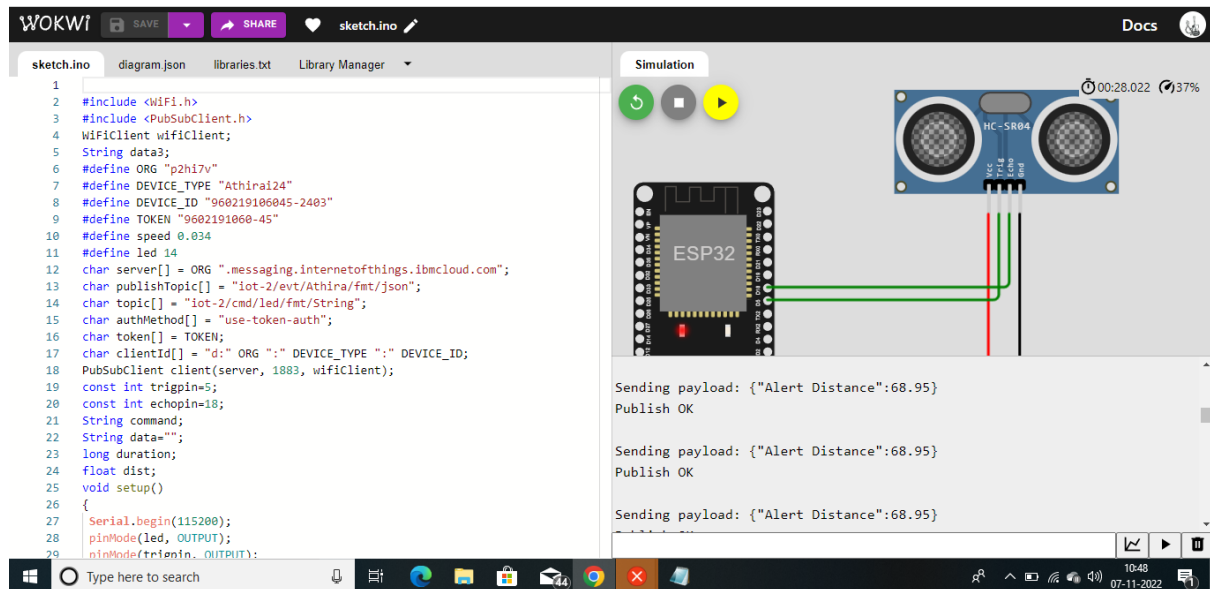 WOKWI SAVE SHARE sketch.ino Docs
sketch.ino diagram.json libraries.txt Library Manager
Simulation
00:28.022 37%
1
2 #include <WiFi.h>
3 #include <PubSubClient.h>
4 WiFiClient wifiClient;
5 String data3;
6 #define ORG "p2hi7v"
7 #define DEVICE_TYPE "Athirai24"
8 #define DEVICE_ID "960219106045-2403"
9 #define TOKEN "9602191060-45"
10 #define speed 0.034
11 #define led 14
12 char server[] = ORG ".messaging.internetofthings.ibmcloud.com";
13 char publishTopic[] = "iot-2/evt/Athira/fmt/json";
14 char topic[] = "iot-2/cmd/led/fmt/String";
15 char authMethod[] = "use-token-auth";
16 char token[] = TOKEN;
17 char clientId[] = "d:" ORG ":" DEVICE_TYPE ":" DEVICE_ID;
18 PubSubClient client(server, 1883, wifiClient);
19 const int trigpin=5;
20 const int echopin=18;
21 String command;
22 String data="";
23 long duration;
24 float dist;
25 void setup()
26 {
27 Serial.begin(115200);
28 pinMode(led, OUTPUT);
29 pinMode(trigpin, OUTPUT);
HC-SR04
Vcc
Trig
Echo
Gnd
ESP32
Sending payload: {"Alert Distance":68.95}
Publish OK
Sending payload: {"Alert Distance":68.95}
Publish OK
Sending payload: {"Alert Distance":68.95}
Type here to search
44
10:48
07-11-2022
1